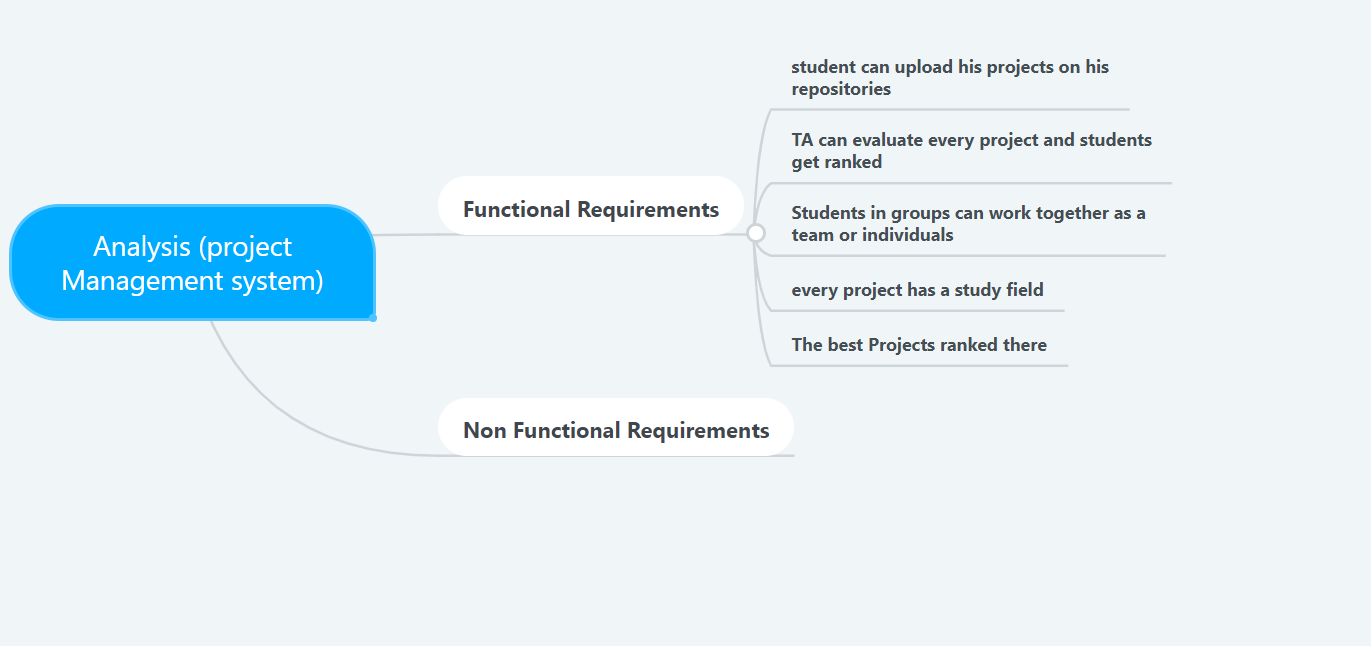 Analysis (project
Management system)
Functional Requirements
student can upload his projects on his
repositories
TA can evaluate every project and students
get ranked
Students in groups can work together as a
team or individuals
every project has a study field
The best Projects ranked there
Non Functional Requirements